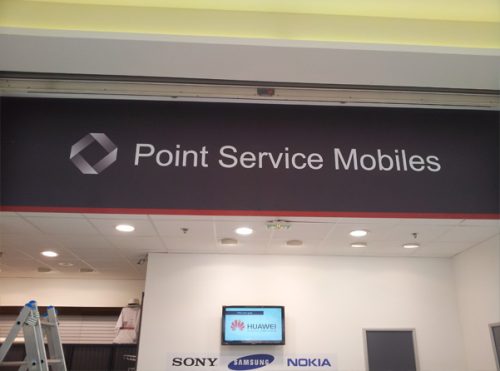 Point Service Mobiles
HUAWEI
SONY SAMSUNG NOKIA